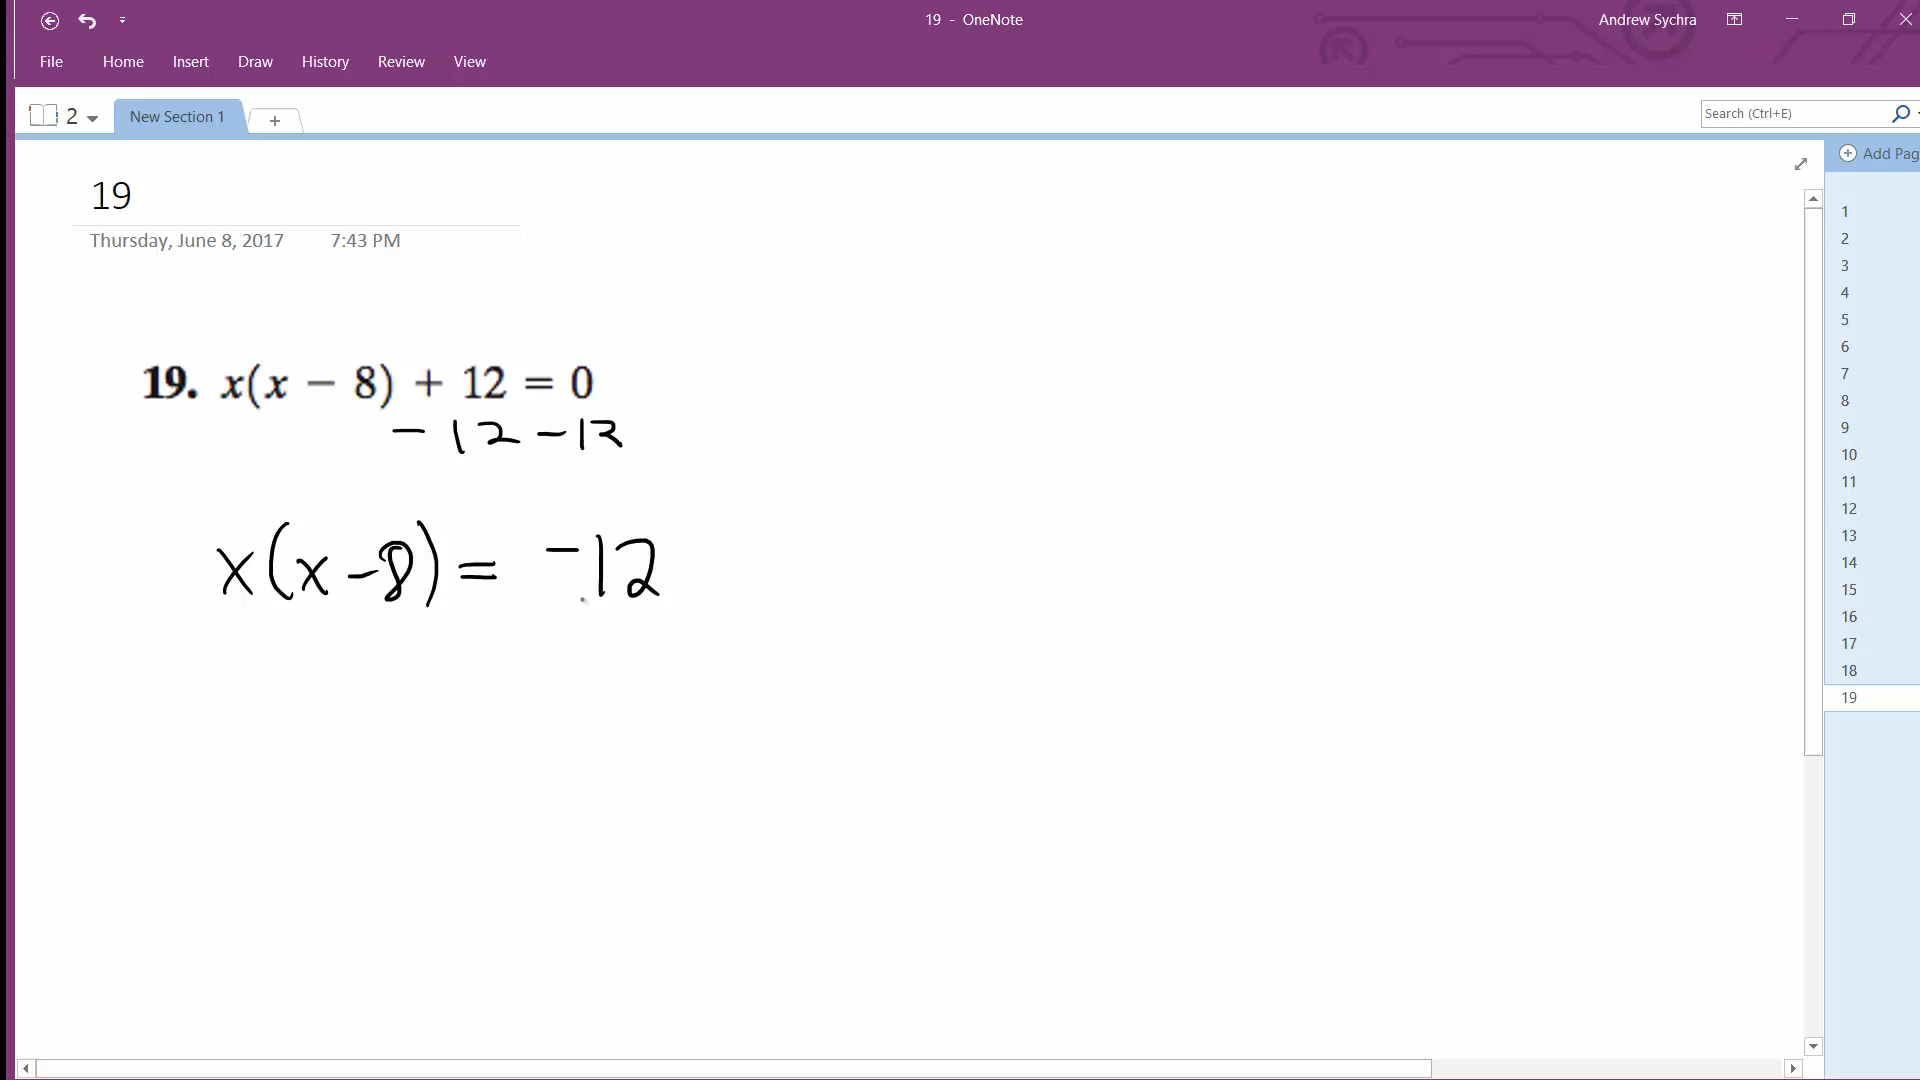 19 - OneNote
Andrew Sychra
File Home Insert Draw History Review View
2 New Section 1 +
Search (Ctrl+E)
Add Pag
19
Thursday, June 8, 2017 7:43 PM
19. x(x − 8) + 12 = 0
- 12 -12
x(x-8) = -12
1
2
3
4
5
6
7
8
9
10
11
12
13
14
15
16
17
18
19